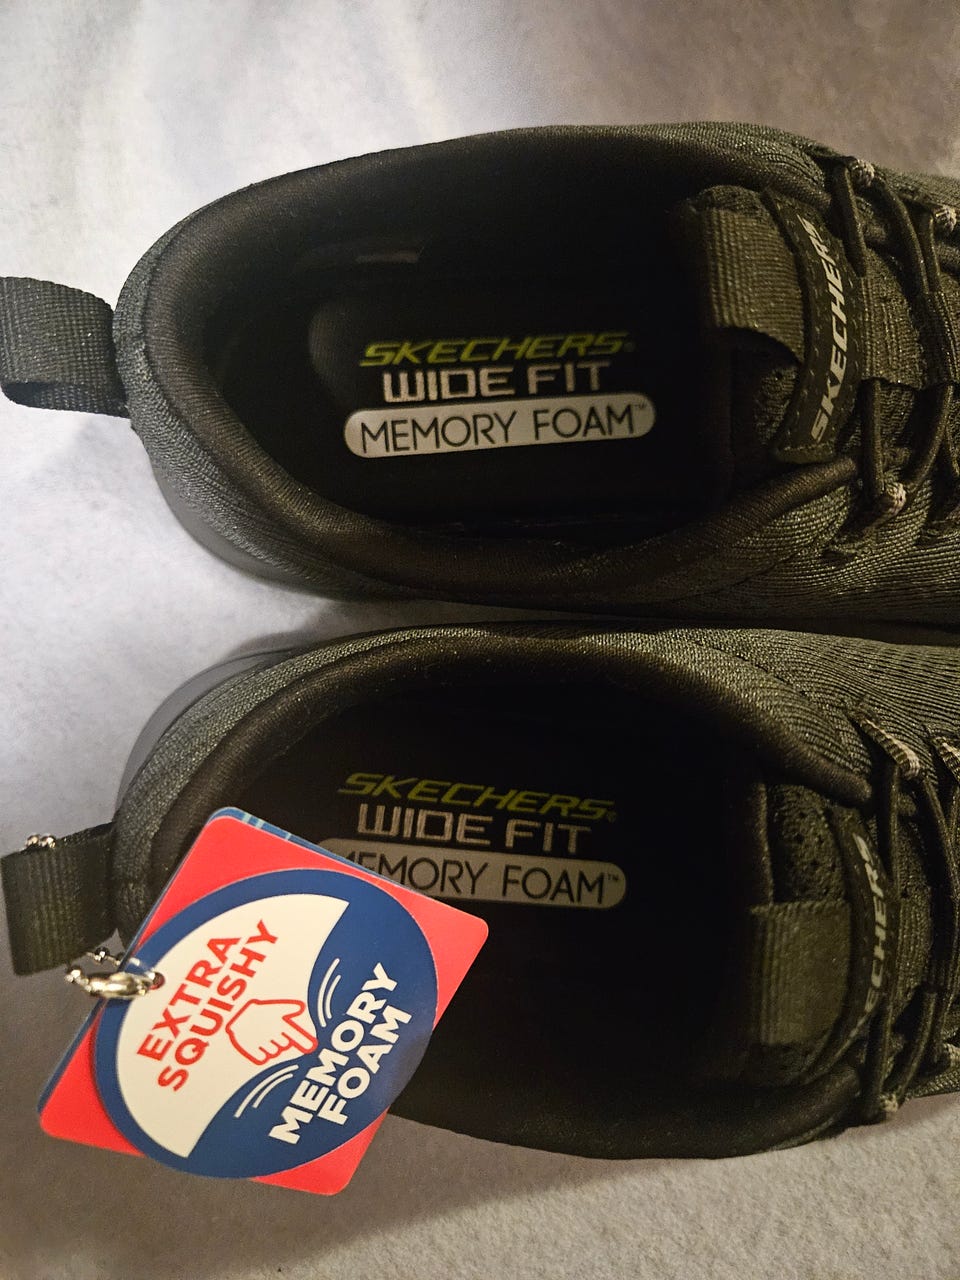 SKECHERS®
WIDE FIT
MEMORY FOAM™
SKECHERS
SKECHERS®
WIDE FIT
MEMORY FOAM™
SKECHERS
EXTRA
SQUISHY
MEMORY
FOAM